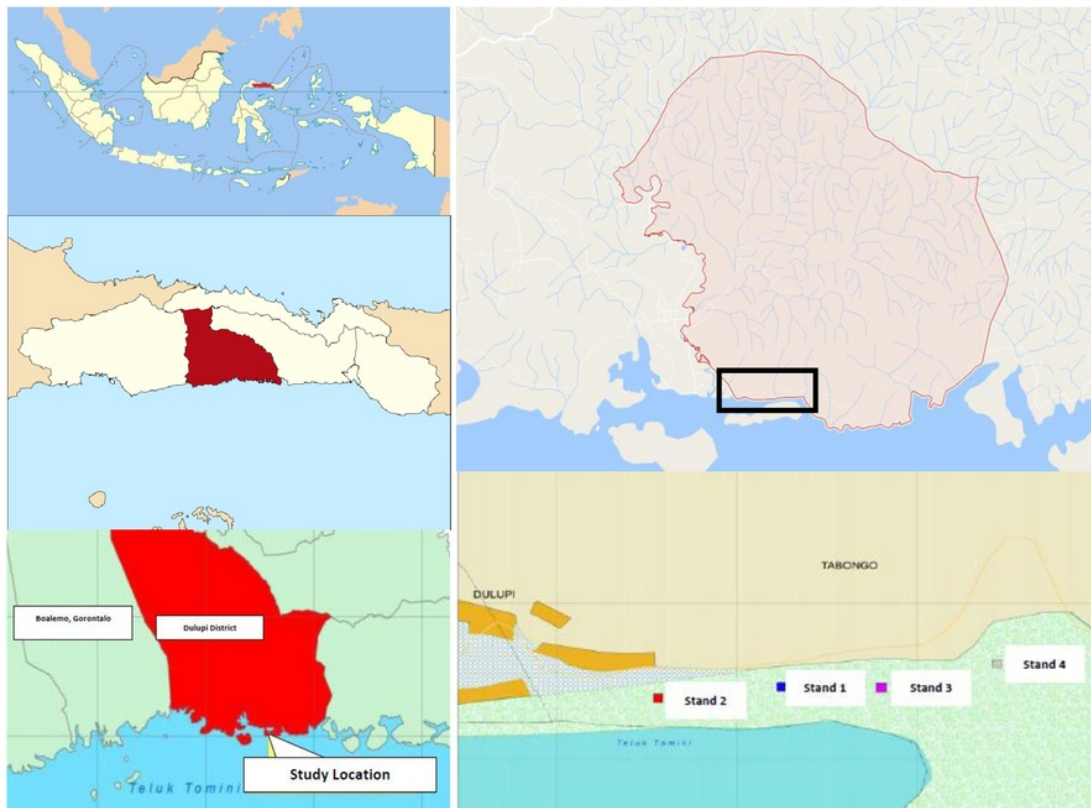 Boalemo, Gorontalo
Dulupi District
Study Location
Teluk Tomini
DULUPI
TABONGO
Stand 2
Stand 1
Stand 3
Stand 4
Teluk Tomini